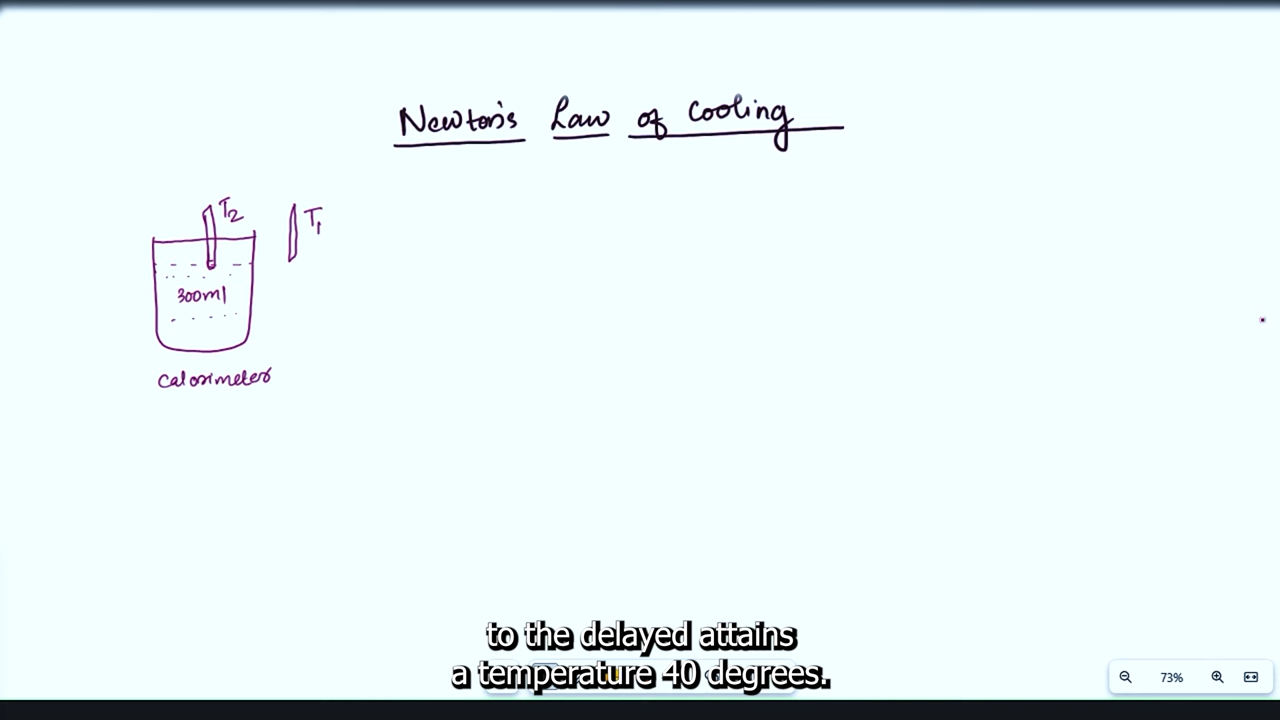 Newton's Law of Cooling
T2
T1
300ml
Calorimeter
to the delayed attains
a temperature 40 degrees.
73%